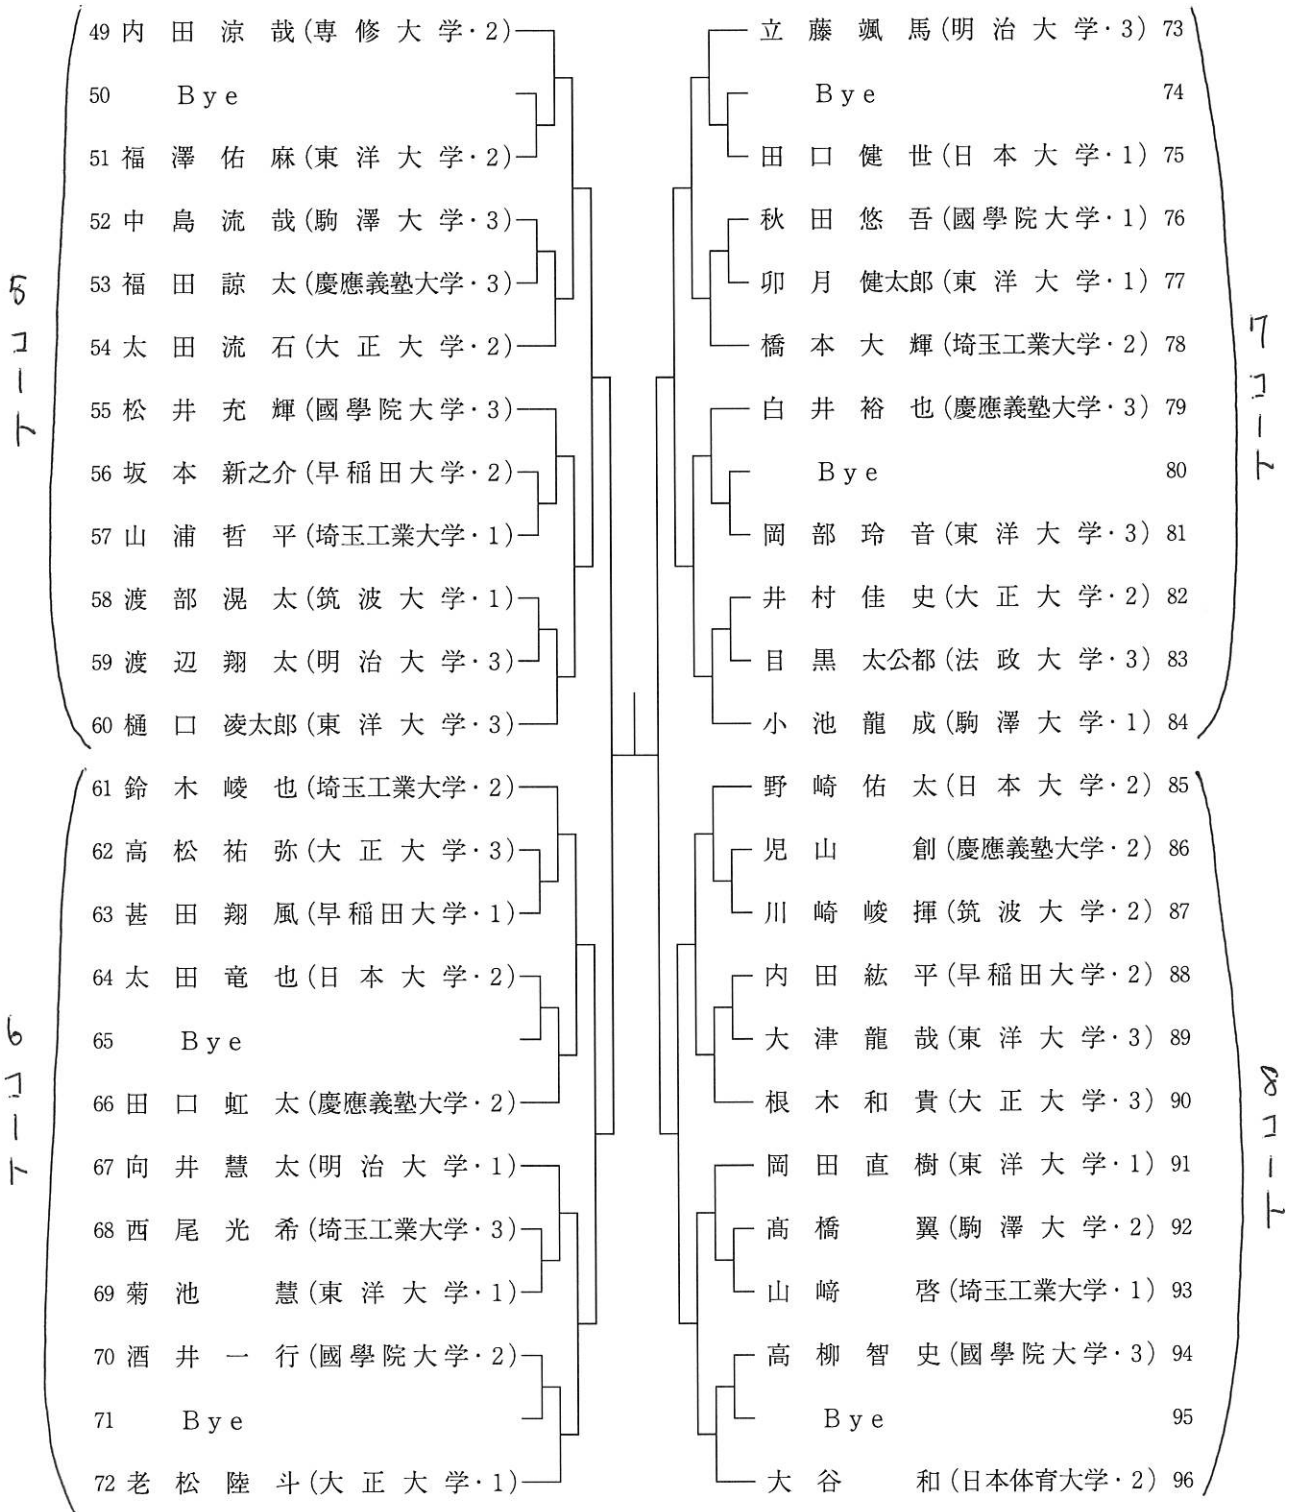 5コート
49 内田涼哉(専修大学・2)
50 Bye
51 福澤佑麻(東洋大学・2)
52 中島流哉(駒澤大学・3)
53 福田諒太(慶應義塾大学・3)
54 太田流石(大正大学・2)
55 松井充輝(國學院大学・3)
56 坂本新之介(早稲田大学・2)
57 山浦哲平(埼玉工業大学・1)
58 渡部滉太(筑波大学・1)
59 渡辺翔太(明治大学・3)
60 樋口凌太郎(東洋大学・3)
6コート
61 鈴木崚也(埼玉工業大学・2)
62 高松祐弥(大正大学・3)
63 甚田翔風(早稲田大学・1)
64 太田竜也(日本大学・2)
65 Bye
66 田口虹太(慶應義塾大学・2)
67 向井慧太(明治大学・1)
68 西尾光希(埼玉工業大学・3)
69 菊池慧(東洋大学・1)
70 酒井一行(國學院大学・2)
71 Bye
72 老松陸斗(大正大学・1)
7コート
立藤颯馬(明治大学・3) 73
Bye 74
田口健世(日本大学・1) 75
秋田悠吾(國學院大学・1) 76
卯月健太郎(東洋大学・1) 77
橋本大輝(埼玉工業大学・2) 78
白井裕也(慶應義塾大学・3) 79
Bye 80
岡部玲音(東洋大学・3) 81
井村佳史(大正大学・2) 82
目黒太公都(法政大学・3) 83
小池龍成(駒澤大学・1) 84
8コート
野崎佑太(日本大学・2) 85
児山創(慶應義塾大学・2) 86
川崎峻揮(筑波大学・2) 87
内田紘平(早稲田大学・2) 88
大津龍哉(東洋大学・3) 89
根木和貴(大正大学・3) 90
岡田直樹(東洋大学・1) 91
髙橋翼(駒澤大学・2) 92
山﨑啓(埼玉工業大学・1) 93
高柳智史(國學院大学・3) 94
Bye 95
大谷和(日本体育大学・2) 96